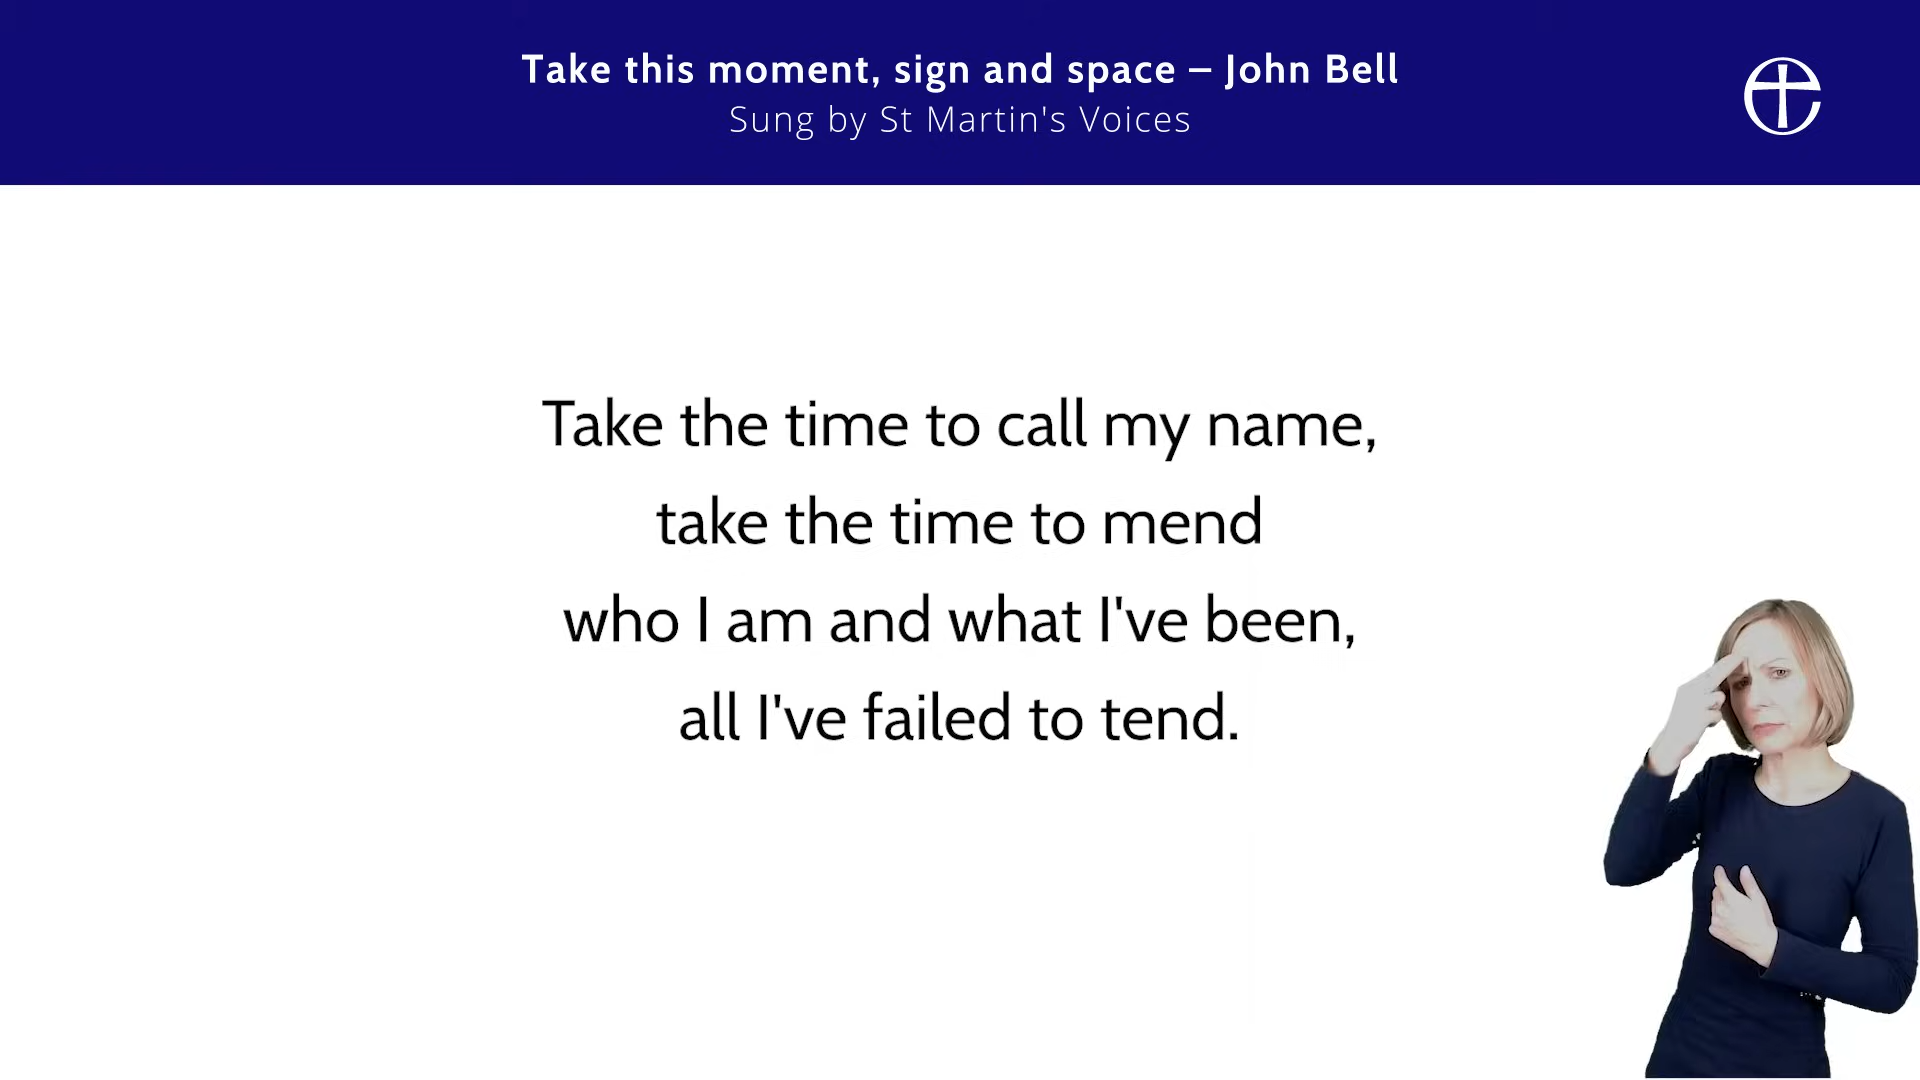 Take this moment, sign and space – John Bell
Sung by St Martin's Voices
Take the time to call my name,
take the time to mend
who I am and what I've been,
all I've failed to tend.